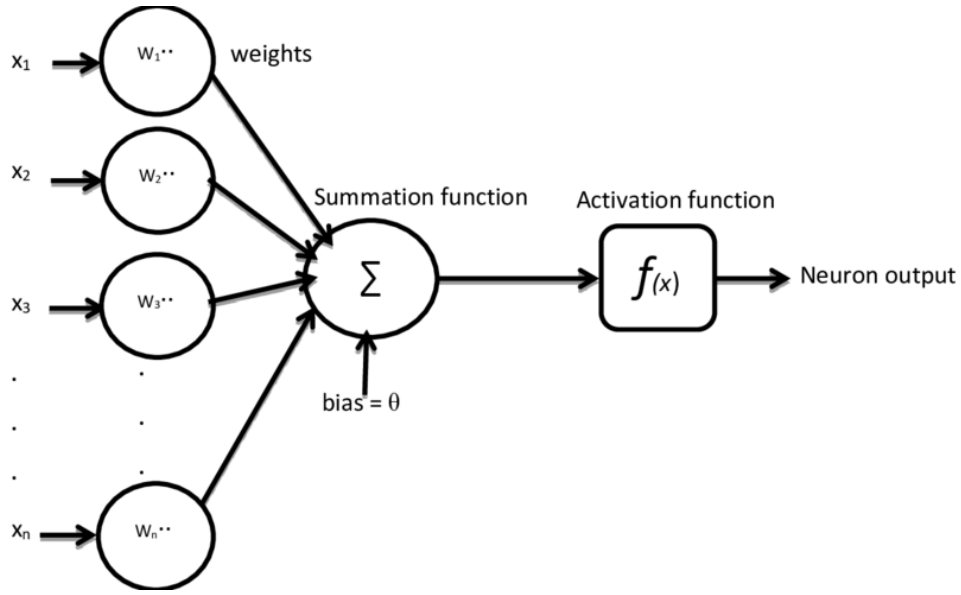 x₁
W₁··
weights
x₂
W₂··
Summation function
Activation function
x₃
W₃··
Σ
f(x)
Neuron output
bias = θ
.
.
.
.
.
.
xₙ
Wₙ··